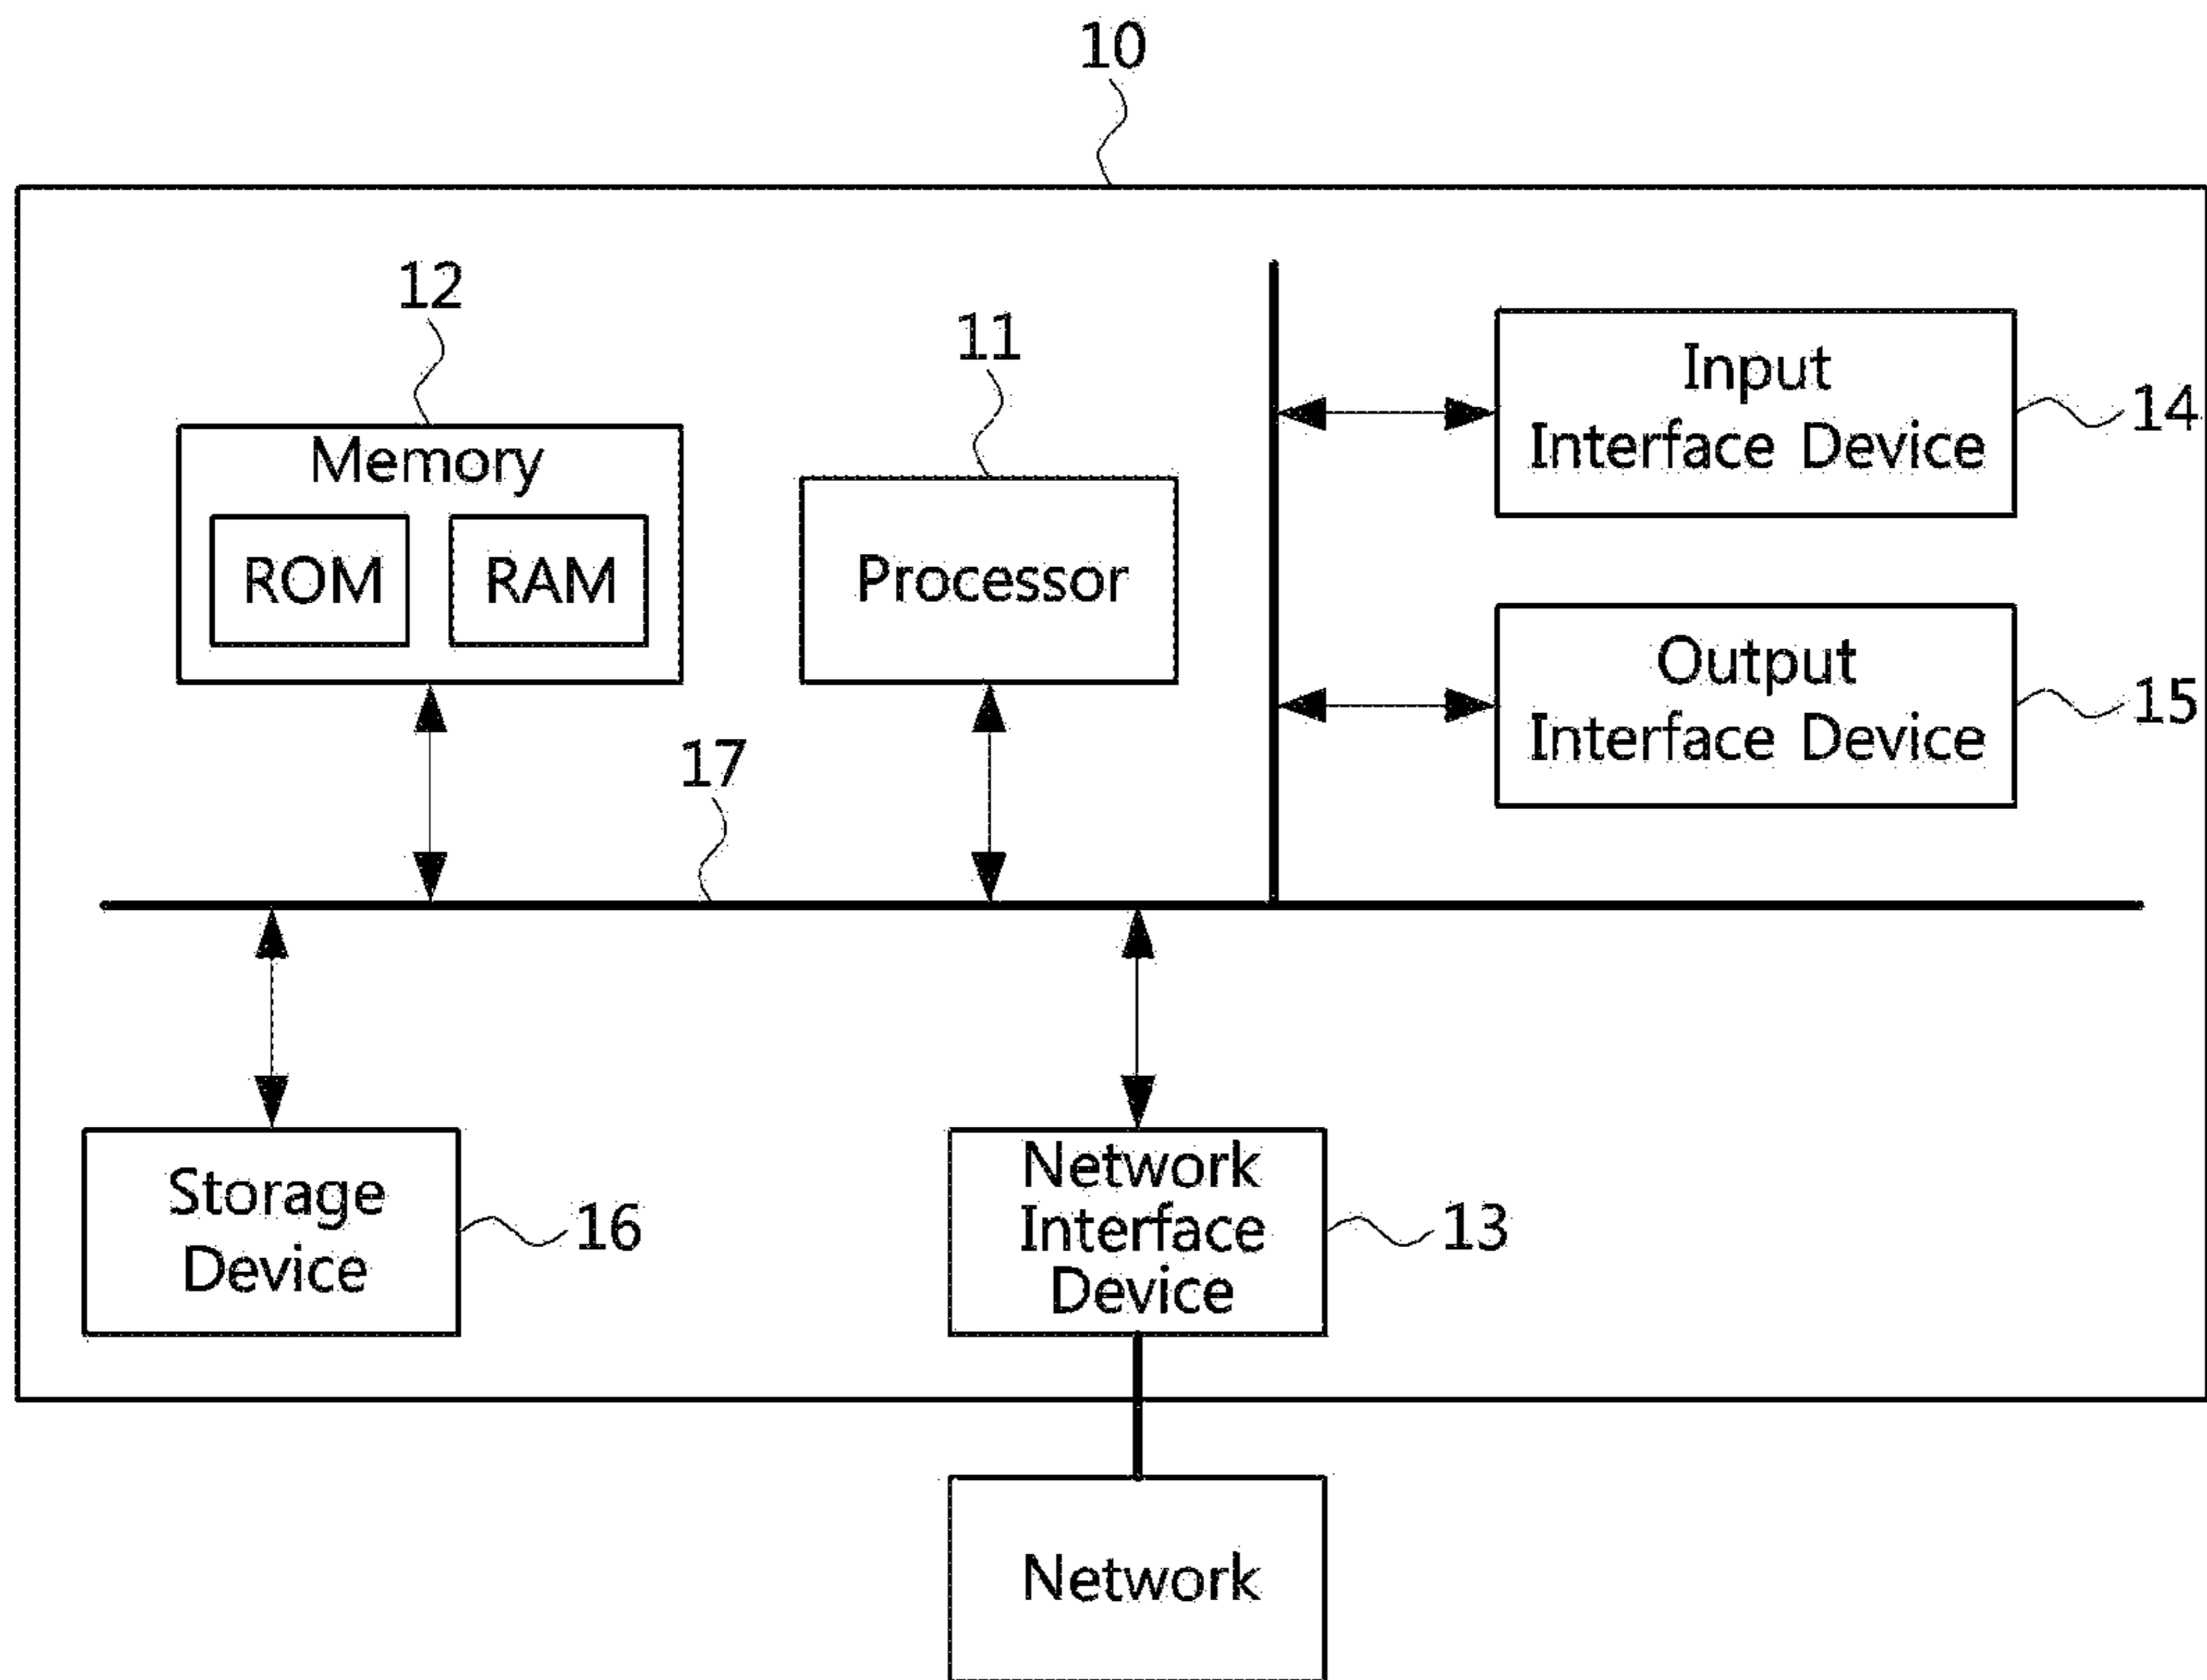 10
12
11
Memory
ROM
RAM
Processor
Input
Interface Device
14
Output
Interface Device
15
17
Storage
Device
16
Network
Interface
Device
13
Network